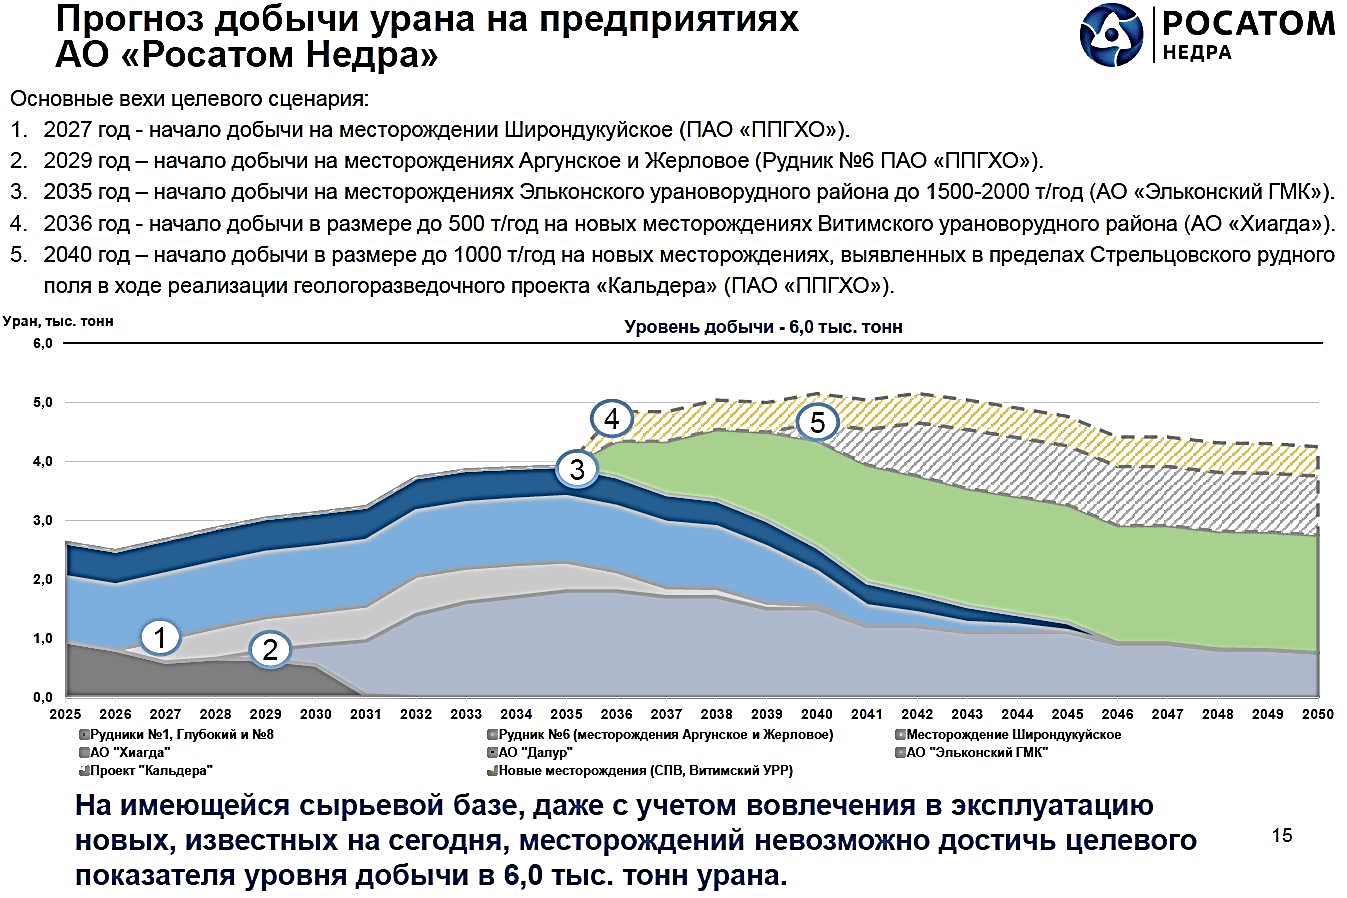 Прогноз добычи урана на предприятиях
АО «Росатом Недра»
РОСАТОМ
НЕДРА
Основные вехи целевого сценария:
1. 2027 год - начало добычи на месторождении Широндукуйское (ПАО «ППГХО»).
2. 2029 год – начало добычи на месторождениях Аргунское и Жерловое (Рудник №6 ПАО «ППГХО»).
3. 2035 год – начало добычи на месторождениях Эльконского урановорудного района до 1500-2000 т/год (АО «Эльконский ГМК»).
4. 2036 год - начало добычи в размере до 500 т/год на новых месторождениях Витимского урановорудного района (АО «Хиагда»).
5. 2040 год – начало добычи в размере до 1000 т/год на новых месторождениях, выявленных в пределах Стрельцовского рудного
поля в ходе реализации геологоразведочного проекта «Кальдера» (ПАО «ППГХО»).
Уран, тыс. тонн
Уровень добычи - 6,0 тыс. тонн
6,0
5,0
4,0
3,0
2,0
1,0
0,0
1
2
3
4
5
2025 2026 2027 2028 2029 2030 2031 2032 2033 2034 2035 2036 2037 2038 2039 2040 2041 2042 2043 2044 2045 2046 2047 2048 2049 2050
Рудники №1, Глубокий и №8
Рудник №6 (месторождения Аргунское и Жерловое)
Месторождение Широндукуйское
АО "Хиагда"
АО "Далур"
АО "Эльконский ГМК"
Проект "Кальдера"
Новые месторождения (СПВ, Витимский УРР)
На имеющейся сырьевой базе, даже с учетом вовлечения в эксплуатацию
новых, известных на сегодня, месторождений невозможно достичь целевого
показателя уровня добычи в 6,0 тыс. тонн урана.
15